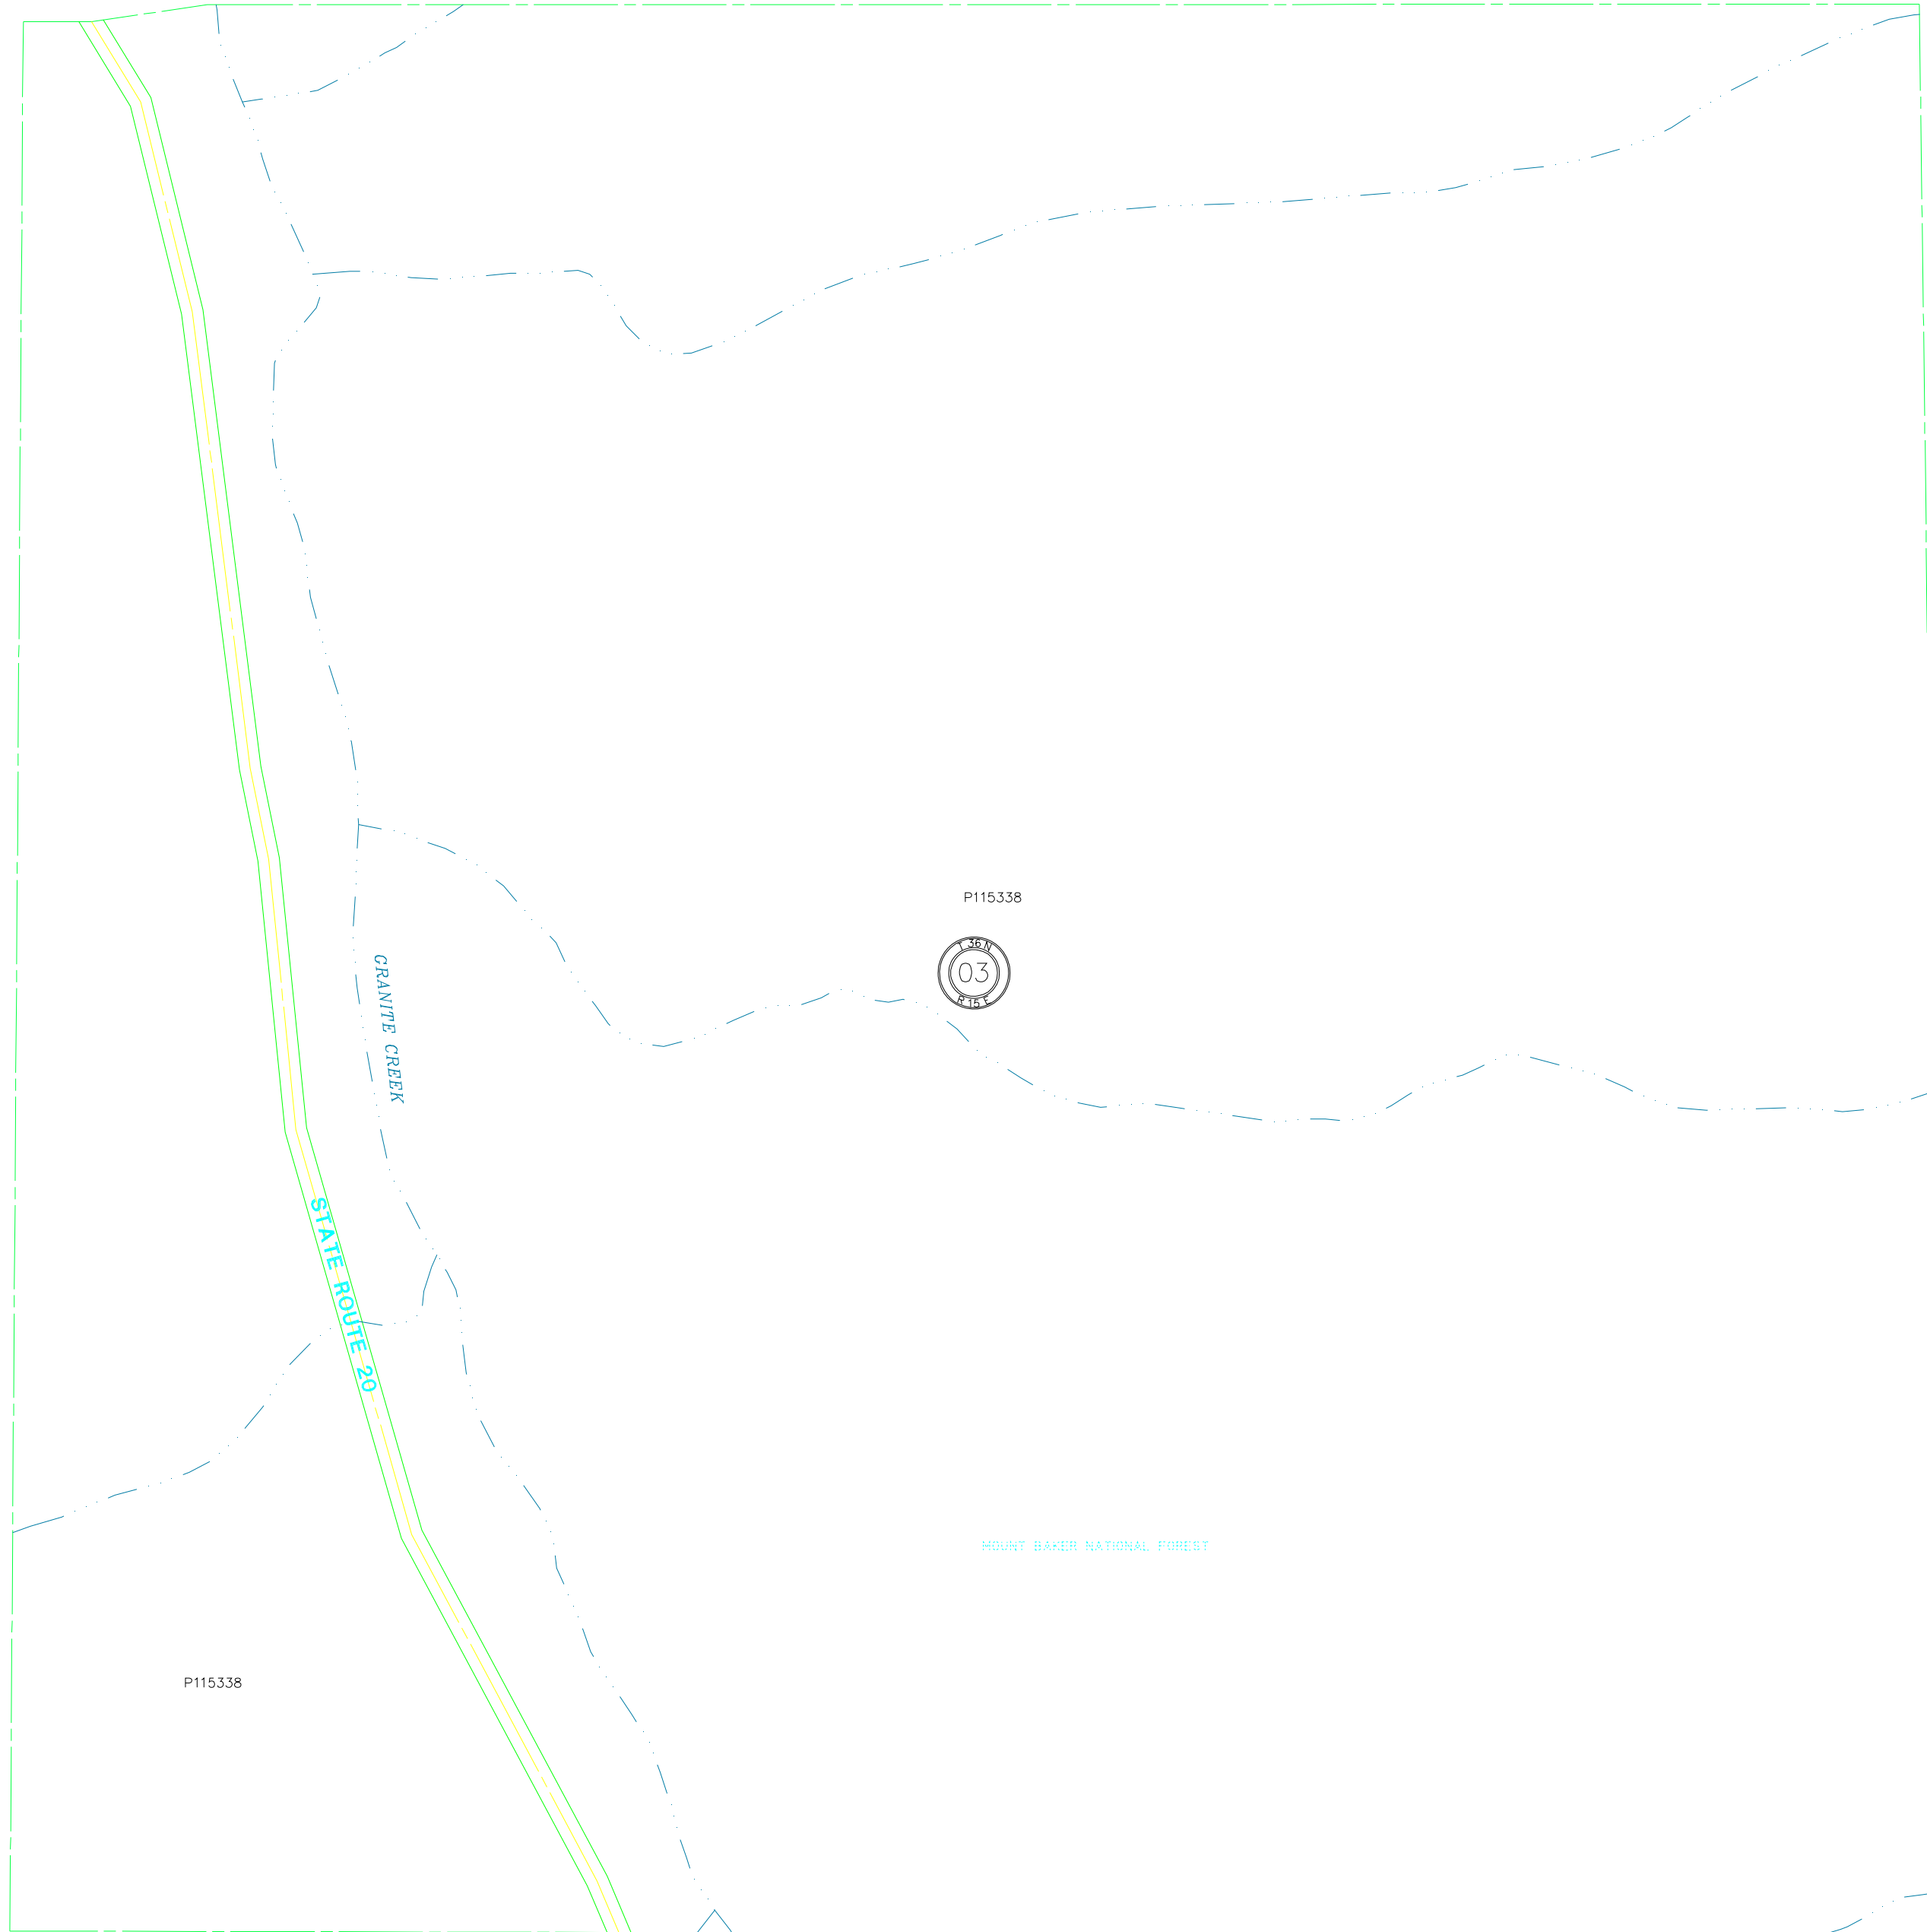 P115338
T 36 N
03
R 15 E
GRANITE CREEK
STATE ROUTE 20
MOUNT BAKER NATIONAL FOREST
P115338